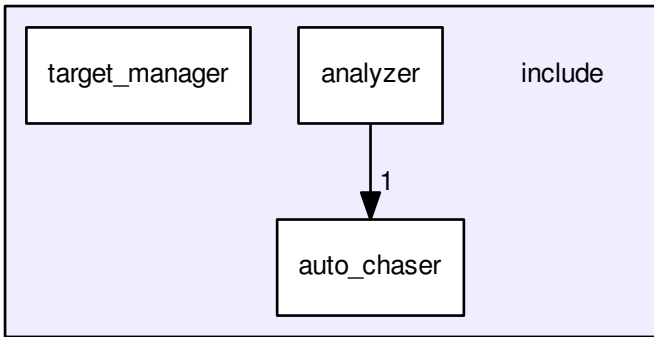 target_manager
analyzer
include
1
auto_chaser